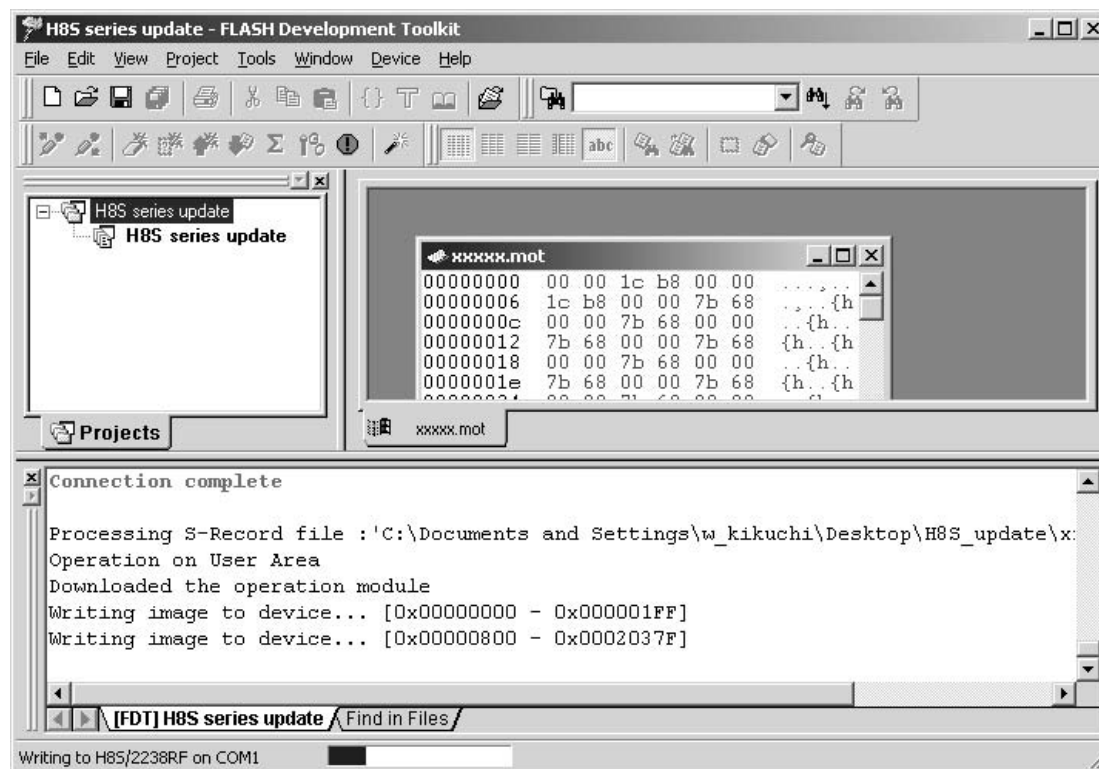 H8S series update - FLASH Development Toolkit
File Edit View Project Tools Window Device Help
abc
H8S series update
H8S series update
Projects
xxxxx.mot
00000000 00 00 1c b8 00 00 ...,..
00000006 1c b8 00 00 7b 68 .,..{h
0000000c 00 00 7b 68 00 00 ..{h..
00000012 7b 68 00 00 7b 68 {h..{h
00000018 00 00 7b 68 00 00 ..{h..
0000001e 7b 68 00 00 7b 68 {h..{h
xxxxx.mot
Connection complete
Processing S-Record file :'C:\Documents and Settings\w_kikuchi\Desktop\H8S_update\x
Operation on User Area
Downloaded the operation module
Writing image to device... [0x00000000 - 0x000001FF]
Writing image to device... [0x00000800 - 0x0002037F]
[FDT] H8S series update Find in Files
Writing to H8S/2238RF on COM1